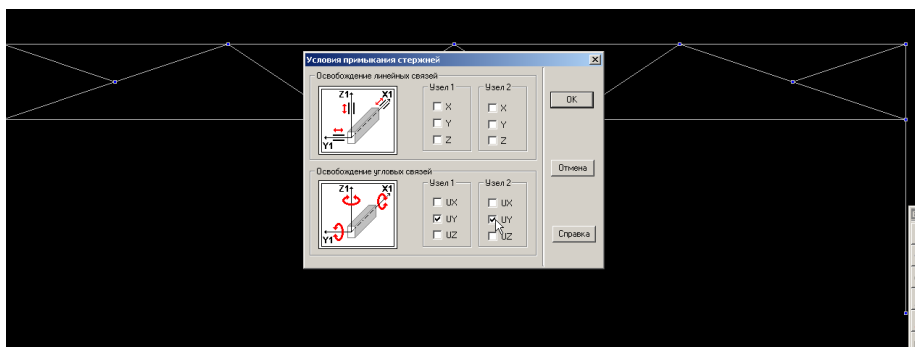 Условия примыкания стержней
Освобождение линейных связей
Z1 X1
Y1
Узел 1
X
Y
Z
Узел 2
X
Y
Z
OK
Отмена
Освобождение угловых связей
Z1 X1
Y1
Узел 1
UX
UY
UZ
Узел 2
UX
UY
UZ
Справка